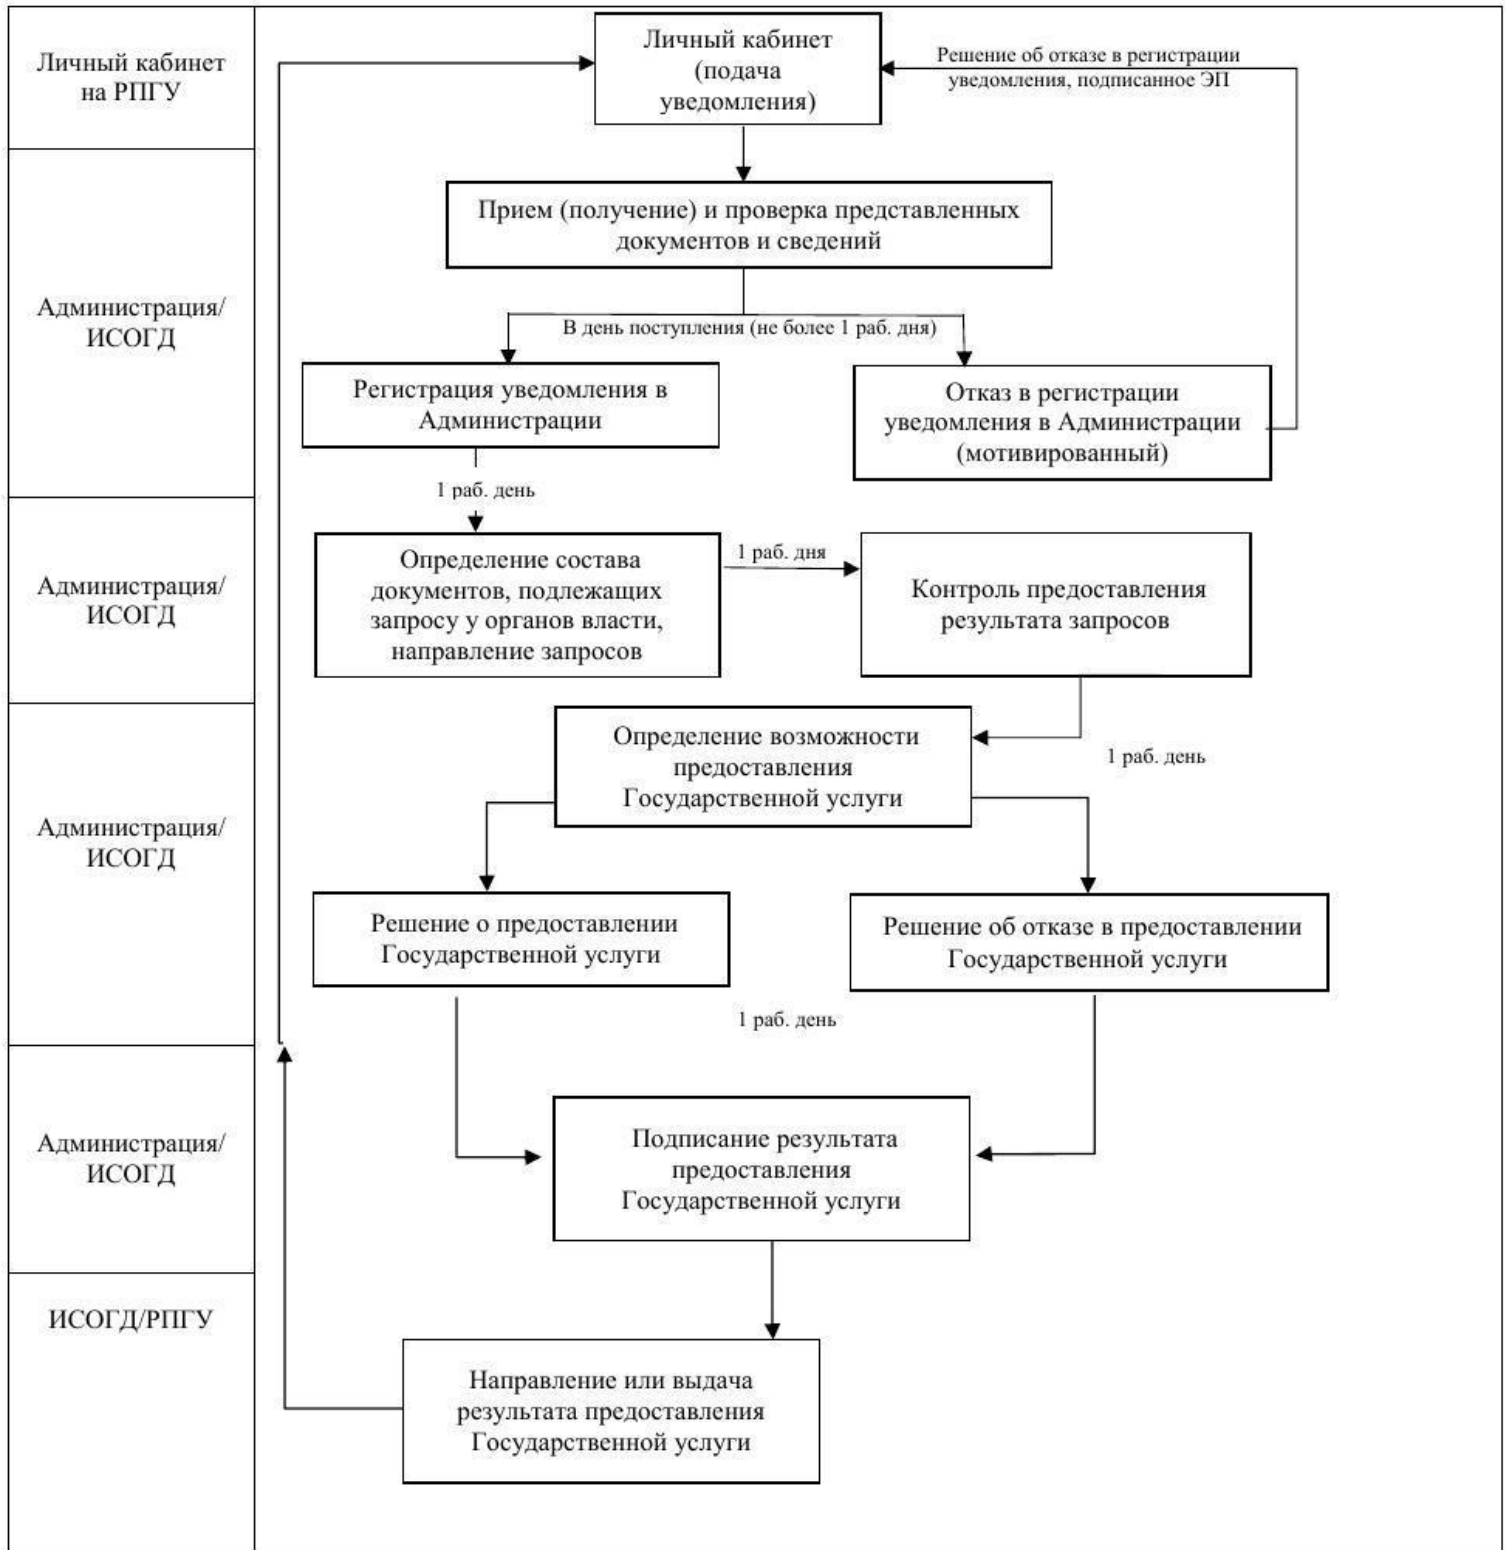 Личный кабинет
на РПГУ
Личный кабинет
(подача
уведомления)
Решение об отказе в регистрации
уведомления, подписанное ЭП
Администрация/
ИСОГД
Прием (получение) и проверка представленных
документов и сведений
В день поступления (не более 1 раб. дня)
Регистрация уведомления в
Администрации
Отказ в регистрации
уведомления в Администрации
(мотивированный)
1 раб. день
Администрация/
ИСОГД
Определение состава
документов, подлежащих
запросу у органов власти,
направление запросов
1 раб. дня
Контроль предоставления
результата запросов
Администрация/
ИСОГД
Определение возможности
предоставления
Государственной услуги
1 раб. день
Решение о предоставлении
Государственной услуги
Решение об отказе в предоставлении
Государственной услуги
1 раб. день
Администрация/
ИСОГД
Подписание результата
предоставления
Государственной услуги
ИСОГД/РПГУ
Направление или выдача
результата предоставления
Государственной услуги